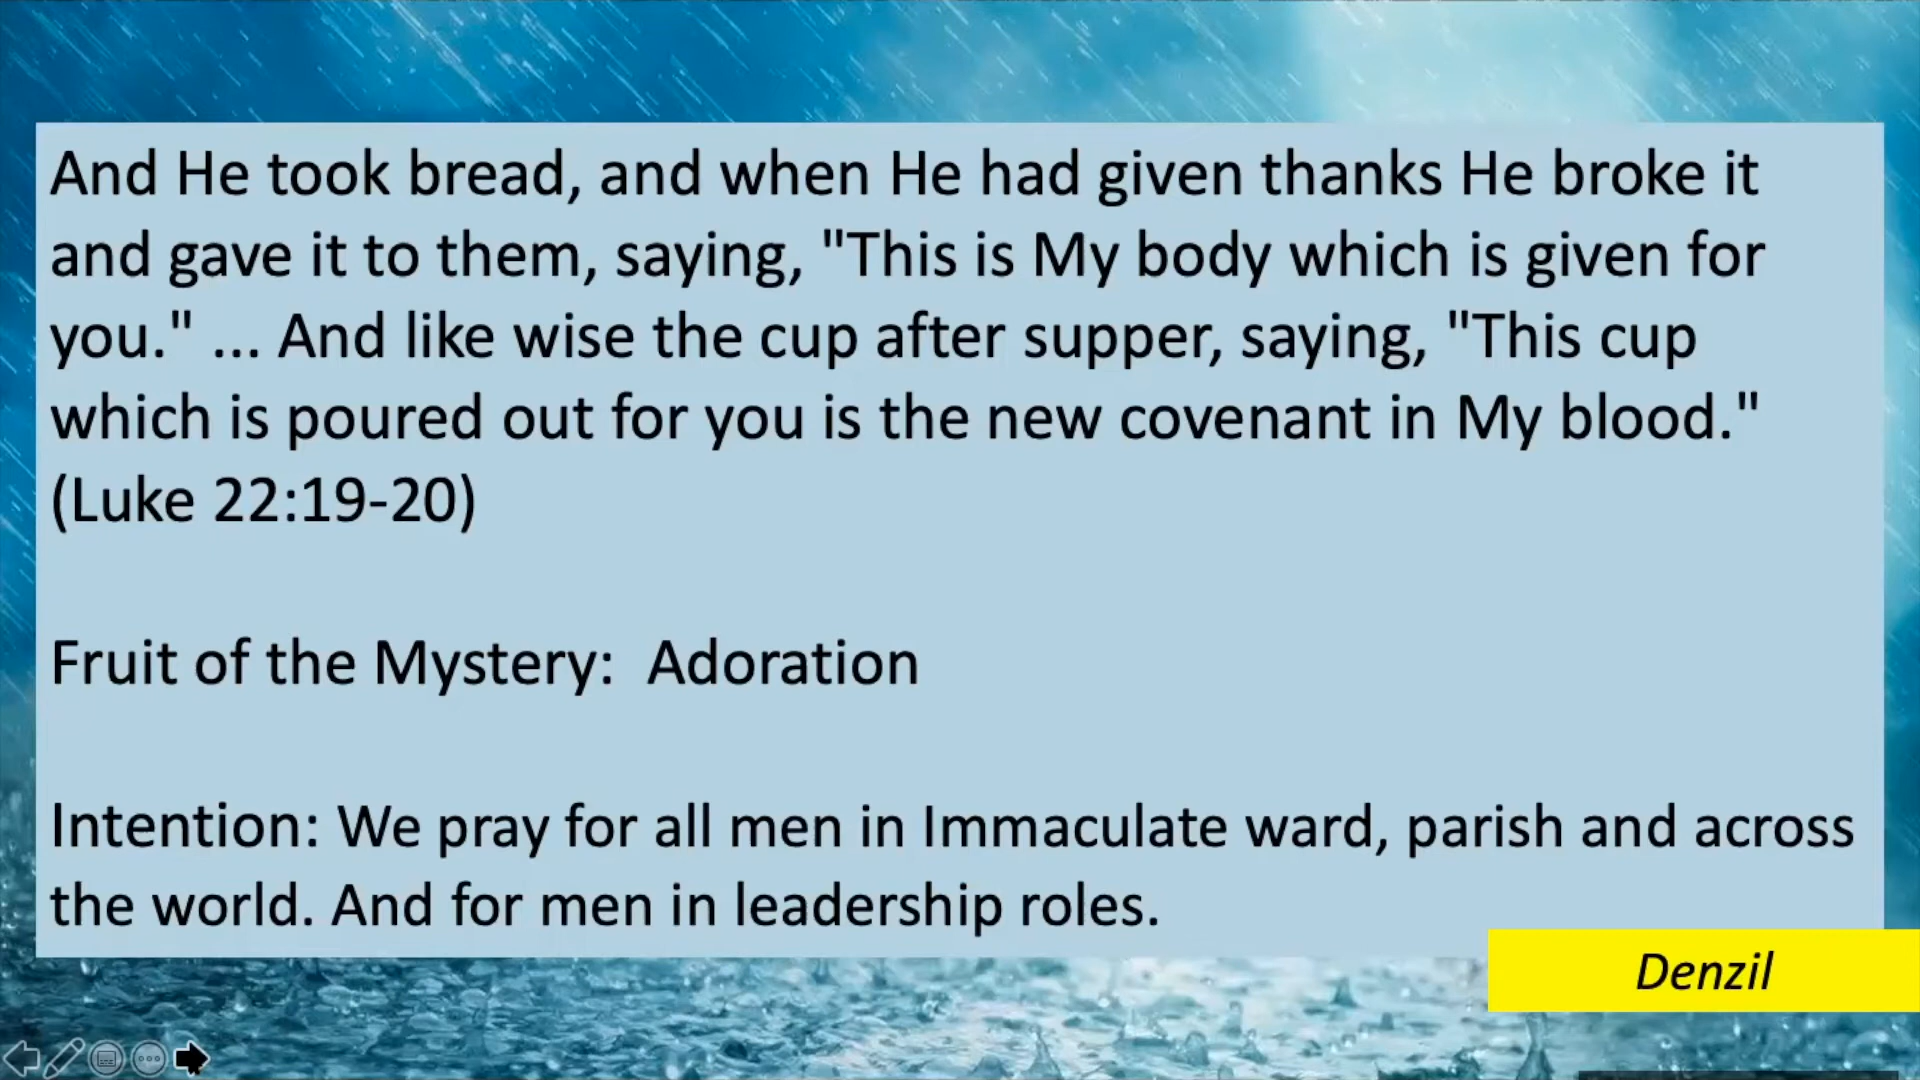 And He took bread, and when He had given thanks He broke it
and gave it to them, saying, "This is My body which is given for
you." ... And like wise the cup after supper, saying, "This cup
which is poured out for you is the new covenant in My blood."
(Luke 22:19-20)
Fruit of the Mystery:  Adoration
Intention: We pray for all men in Immaculate ward, parish and across
the world. And for men in leadership roles.
Denzil